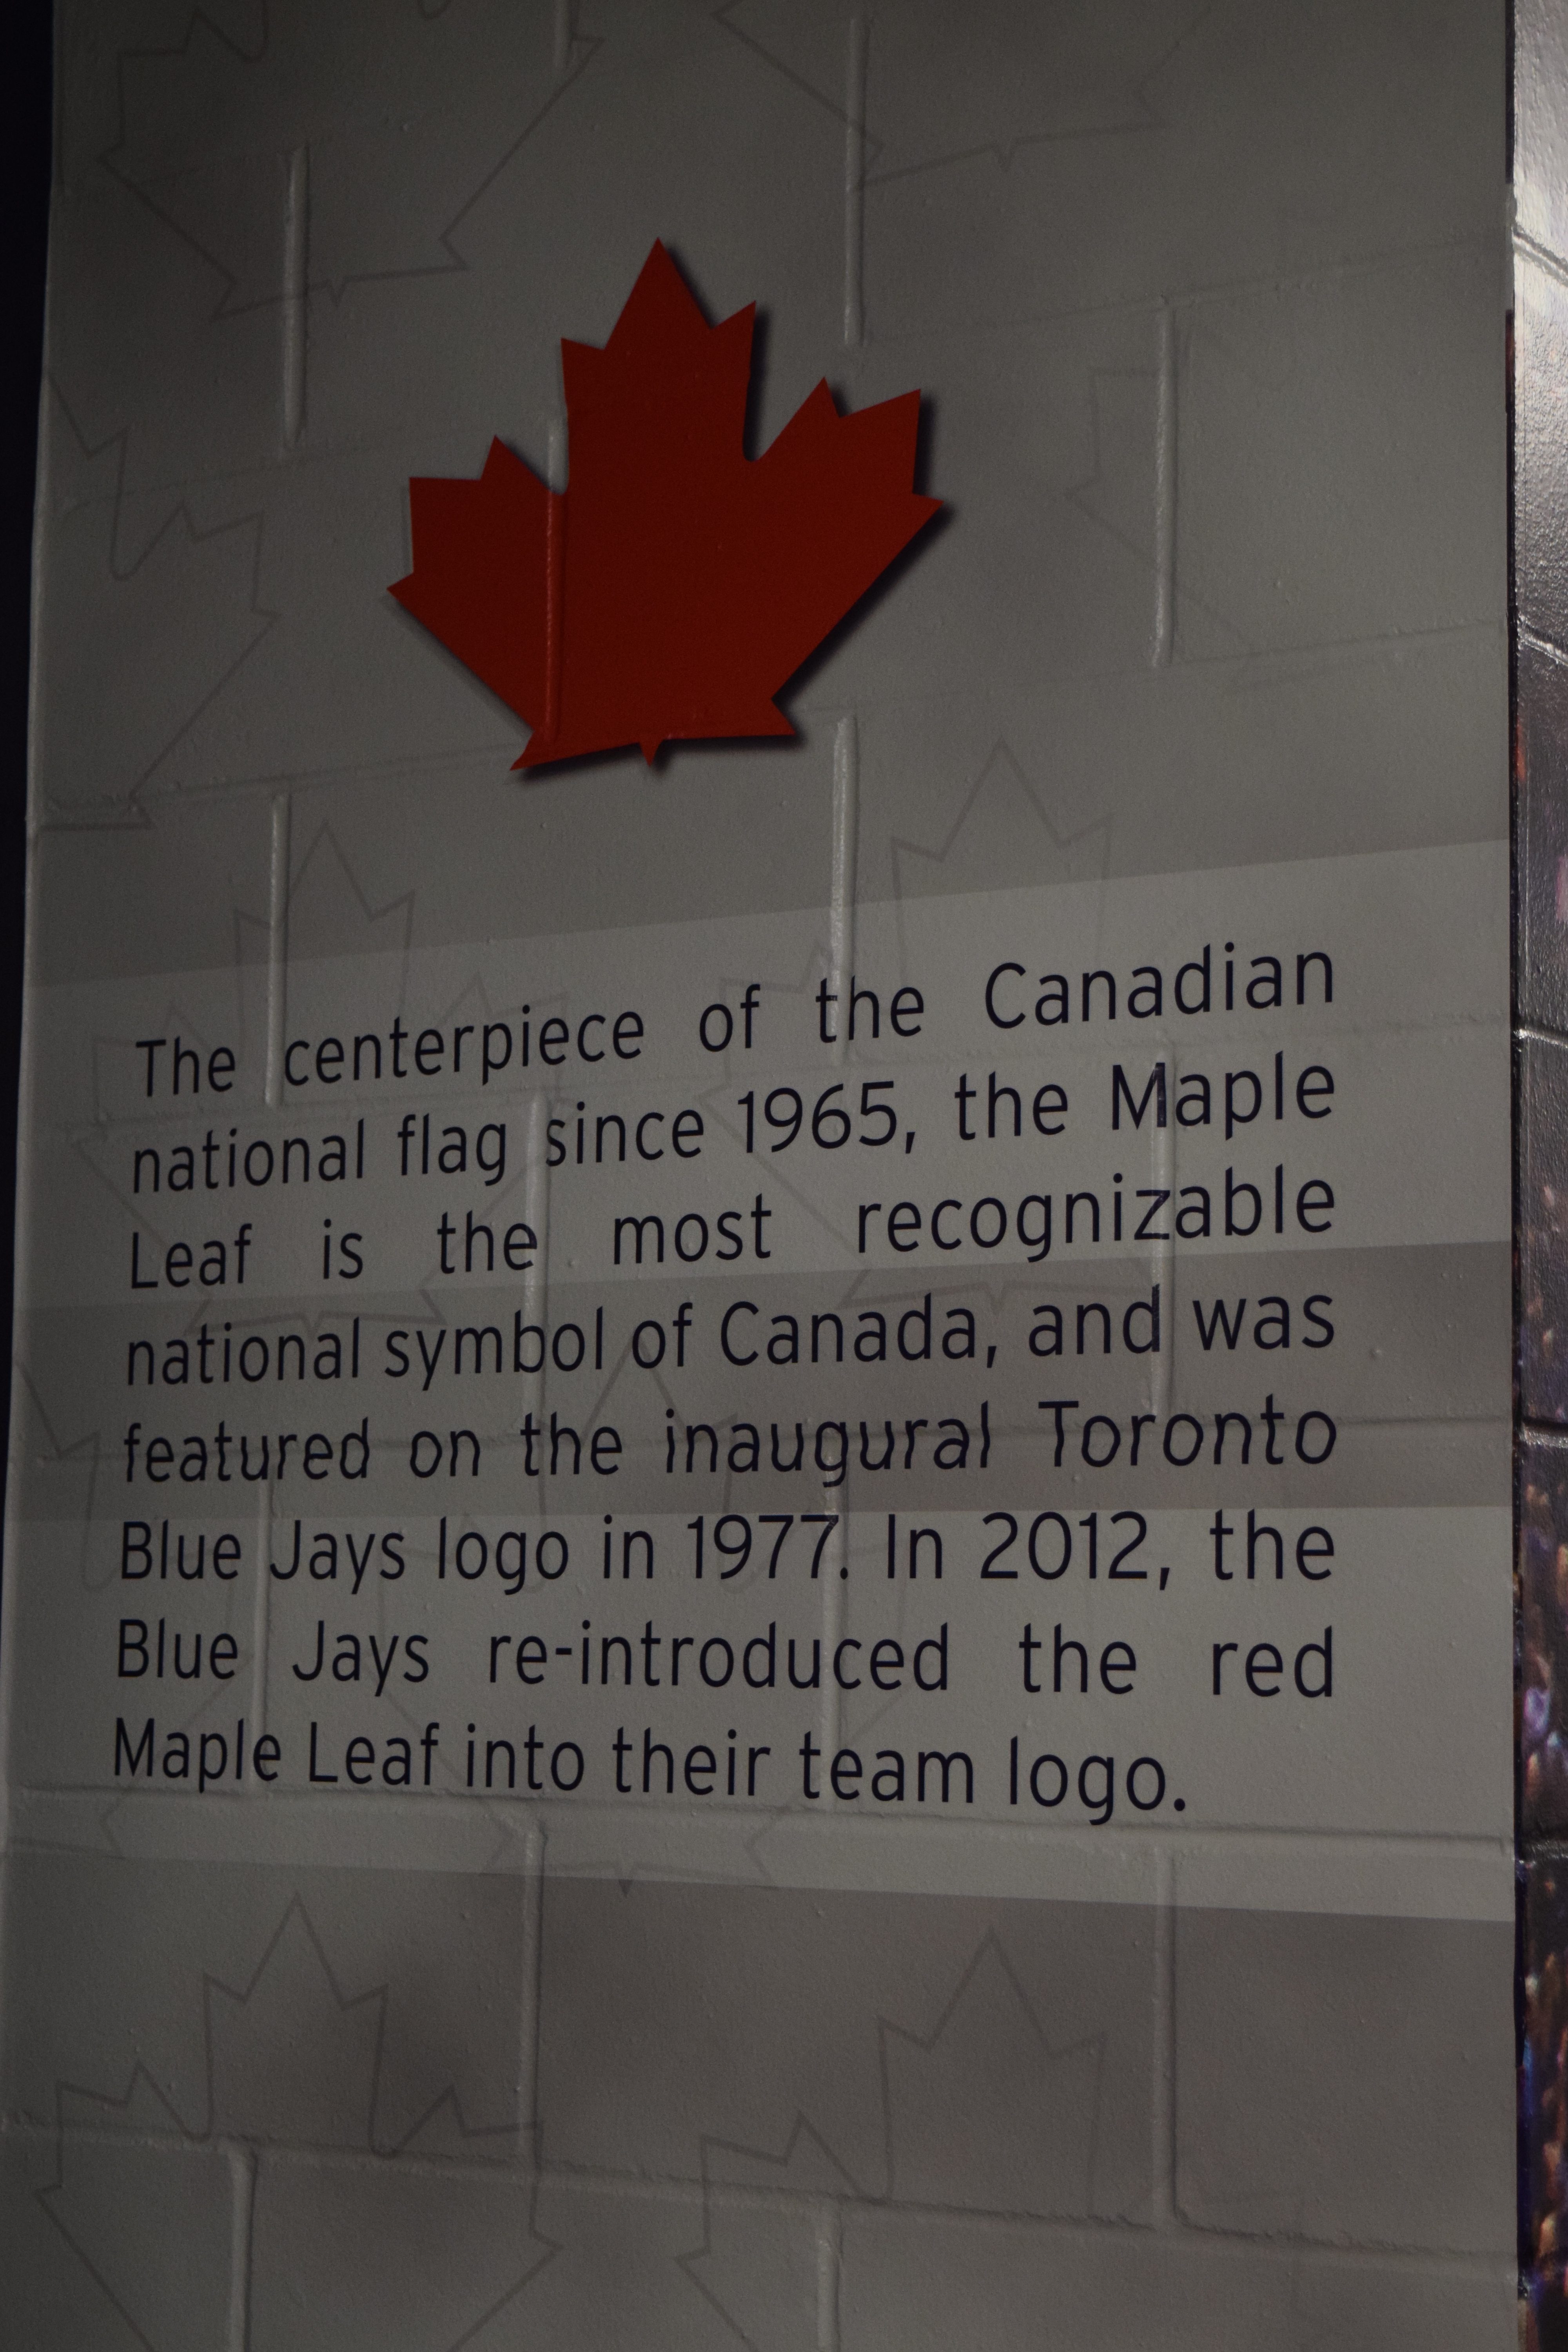 The centerpiece of the Canadian
national flag since 1965, the Maple
Leaf is the most recognizable
national symbol of Canada, and was
featured on the inaugural Toronto
Blue Jays logo in 1977. In 2012, the
Blue Jays re-introduced the red
Maple Leaf into their team logo.